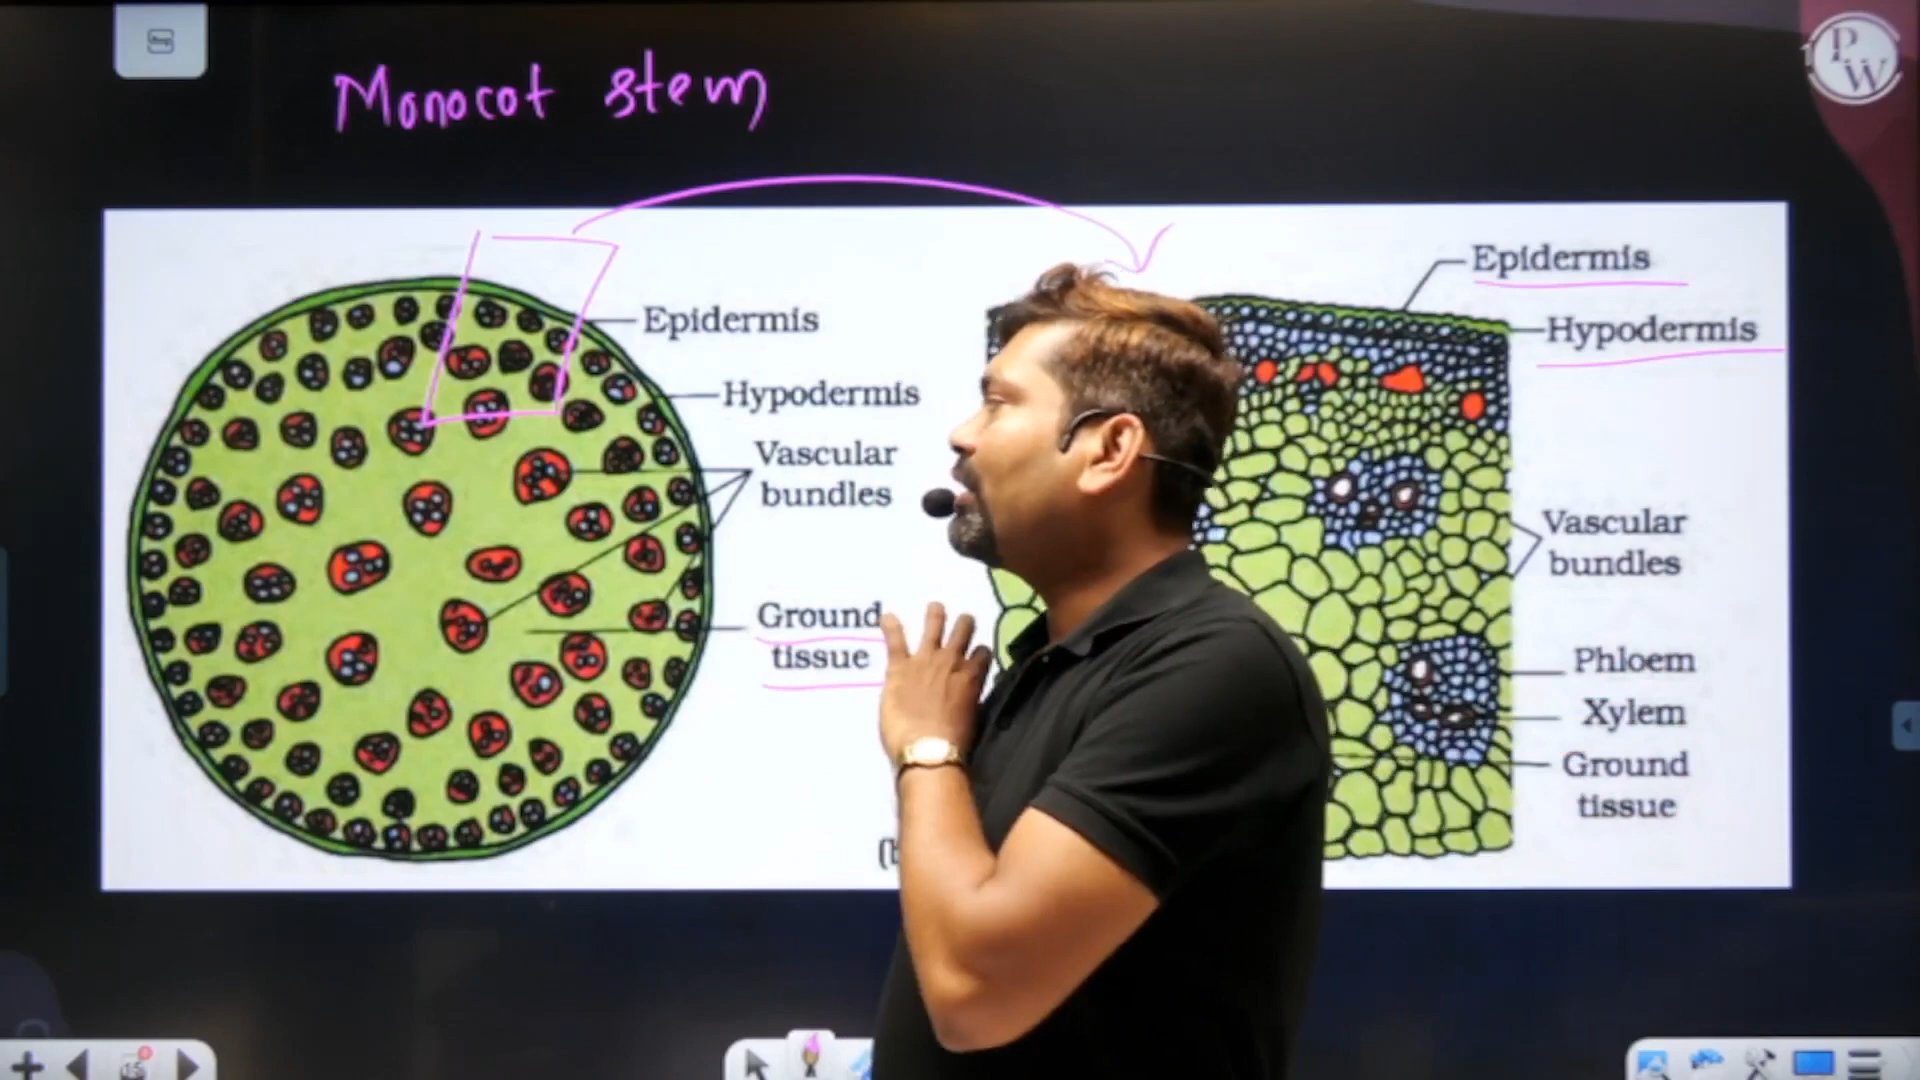 Monocot stem
PW
Epidermis
Hypodermis
Vascular
bundles
Ground
tissue
Epidermis
Hypodermis
Vascular
bundles
Phloem
Xylem
Ground
tissue